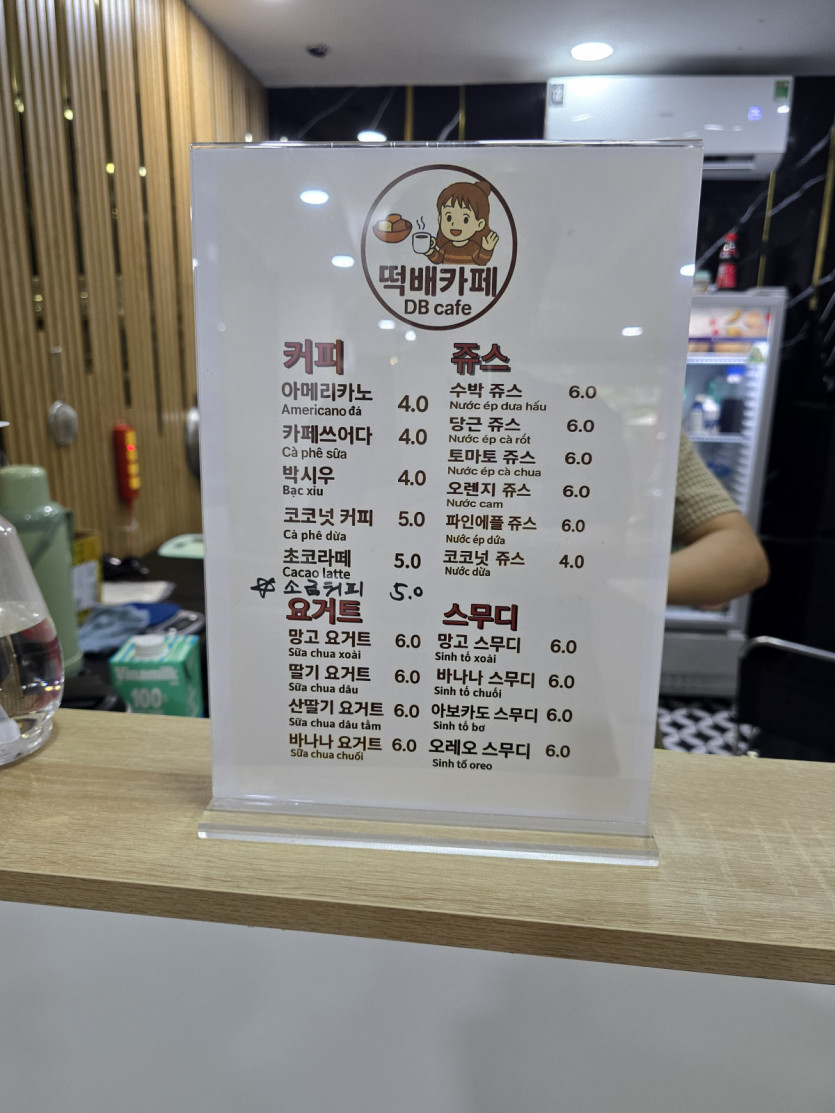 떡배카페
DB cafe
커피
아메리카노 4.0
Americano đá
카페쓰어다 4.0
Cà phê sữa
박시우 4.0
Bạc xiu
코코넛 커피 5.0
Cà phê dừa
초코라떼 5.0
Cacao latte
☆ 소금커피 5.0
쥬스
수박 쥬스 6.0
Nước ép dưa hấu
당근 쥬스 6.0
Nước ép cà rốt
토마토 쥬스 6.0
Nước ép cà chua
오렌지 쥬스 6.0
Nước cam
파인에플 쥬스 6.0
Nước ép dứa
코코넛 쥬스 4.0
Nước dừa
요거트
망고 요거트 6.0
Sữa chua xoài
딸기 요거트 6.0
Sữa chua dâu
산딸기 요거트 6.0
Sữa chua dâu tằm
바나나 요거트 6.0
Sữa chua chuối
스무디
망고 스무디 6.0
Sinh tố xoài
바나나 스무디 6.0
Sinh tố chuối
아보카도 스무디 6.0
Sinh tố bơ
오레오 스무디 6.0
Sinh tố oreo
Vinamilk
100%